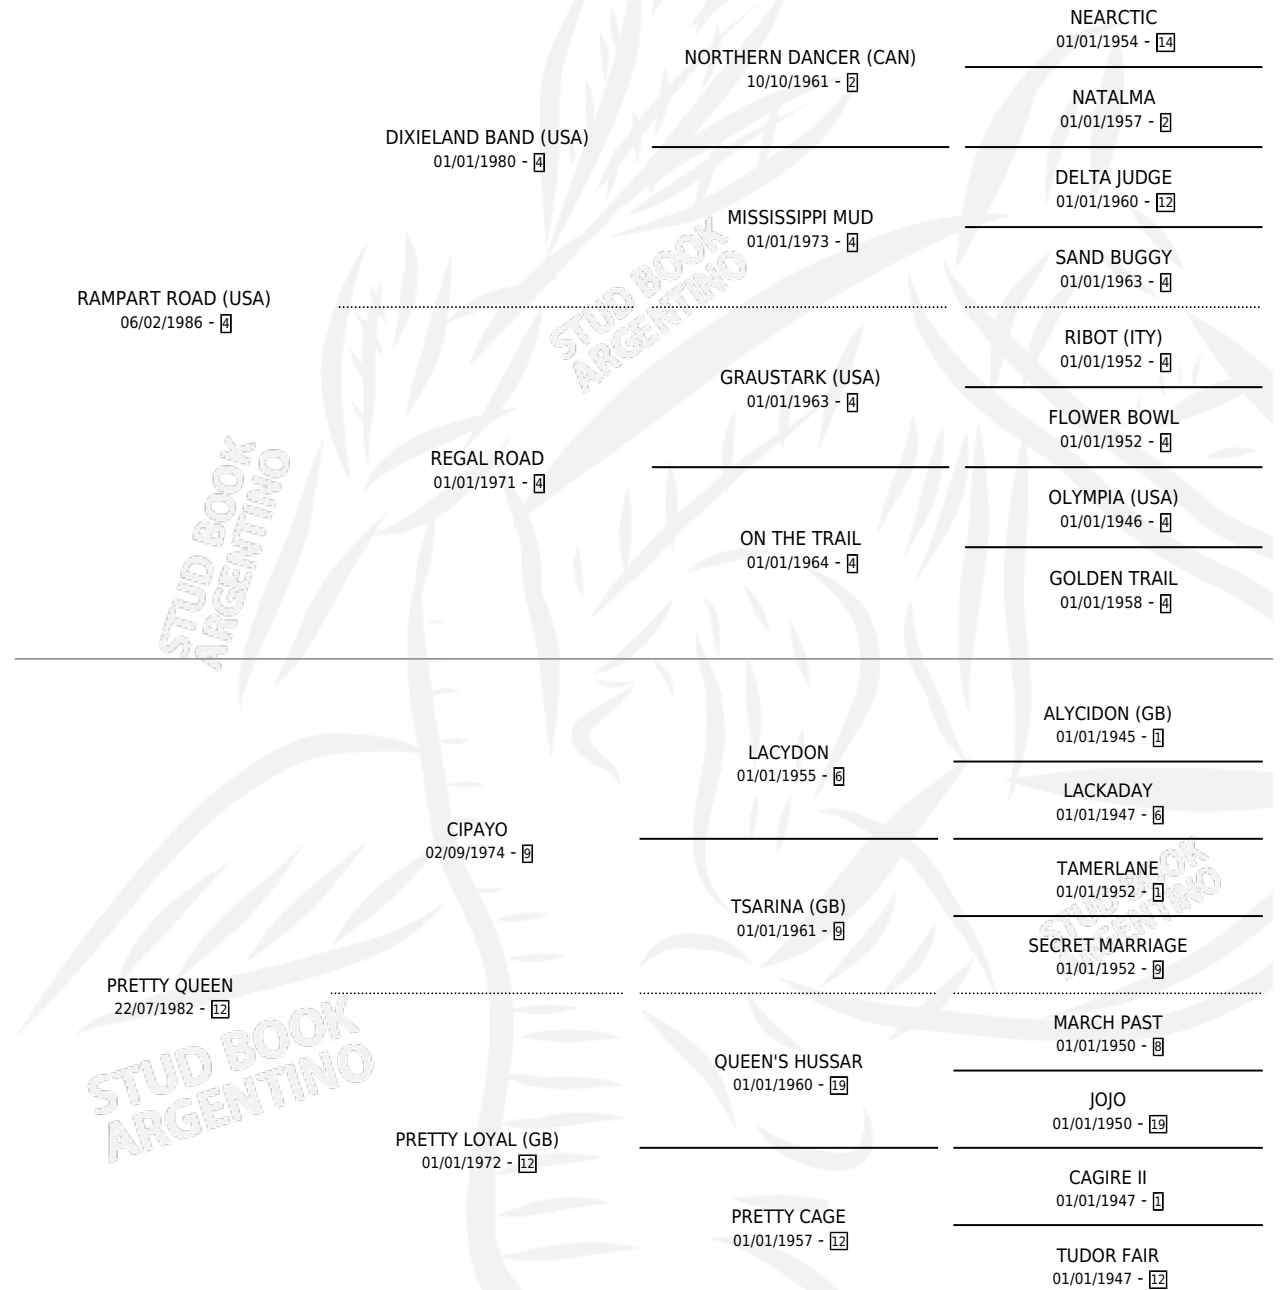 NEARCTIC
01/01/1954 - 14
NORTHERN DANCER (CAN)
10/10/1961 - 2
NATALMA
01/01/1957 - 2
DIXIELAND BAND (USA)
01/01/1980 - 4
DELTA JUDGE
01/01/1960 - 12
MISSISSIPPI MUD
01/01/1973 - 4
SAND BUGGY
01/01/1963 - 4
STUD BOOK
ARGENTINO
RAMPART ROAD (USA)
06/02/1986 - 4
RIBOT (ITY)
01/01/1952 - 4
GRAUSTARK (USA)
01/01/1963 - 4
FLOWER BOWL
01/01/1952 - 4
REGAL ROAD
01/01/1971 - 4
OLYMPIA (USA)
01/01/1946 - 4
ON THE TRAIL
01/01/1964 - 4
GOLDEN TRAIL
01/01/1958 - 4
STUD BOOK
ARGENTINO
ALYCIDON (GB)
01/01/1945 - 1
LACYDON
01/01/1955 - 6
LACKADAY
01/01/1947 - 6
CIPAYO
02/09/1974 - 9
TAMERLANE
01/01/1952 - 1
TSARINA (GB)
01/01/1961 - 9
SECRET MARRIAGE
01/01/1952 - 9
STUD BOOK
ARGENTINO
PRETTY QUEEN
22/07/1982 - 12
MARCH PAST
01/01/1950 - 8
QUEEN'S HUSSAR
01/01/1960 - 19
JOJO
01/01/1950 - 19
STUD BOOK
ARGENTINO
PRETTY LOYAL (GB)
01/01/1972 - 12
CAGIRE II
01/01/1947 - 1
PRETTY CAGE
01/01/1957 - 12
TUDOR FAIR
01/01/1947 - 12